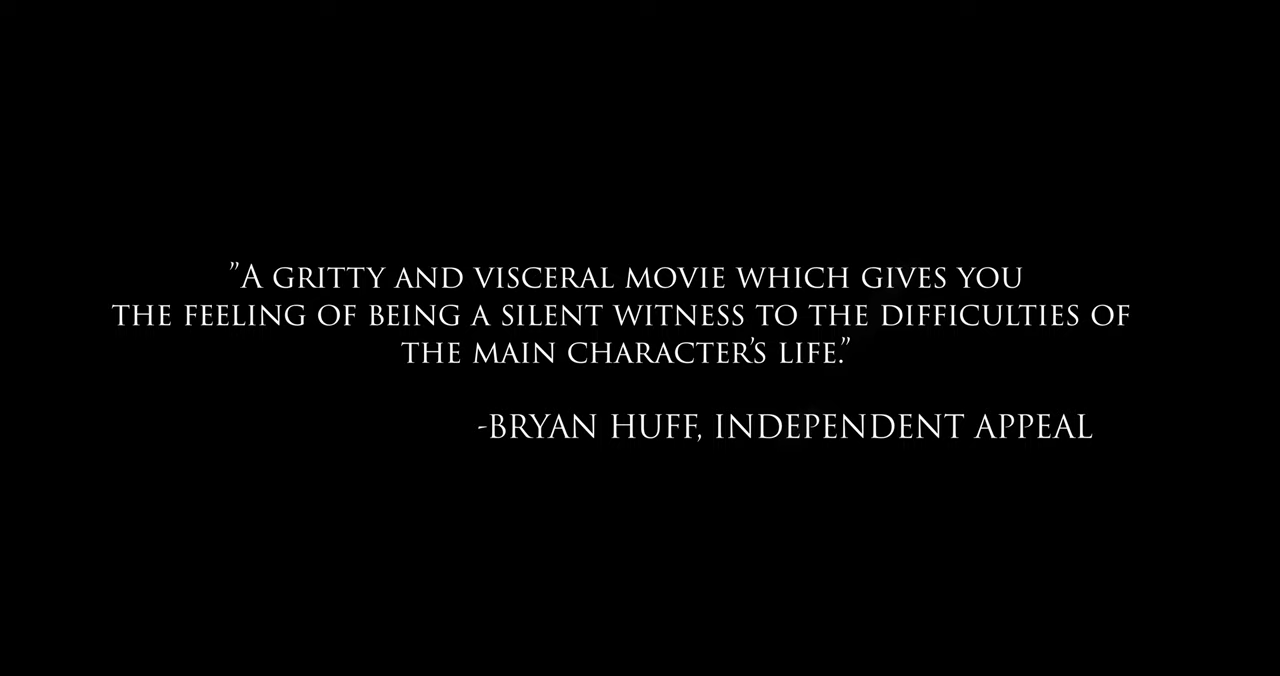 ”A GRITTY AND VISCERAL MOVIE WHICH GIVES YOU
THE FEELING OF BEING A SILENT WITNESS TO THE DIFFICULTIES OF
THE MAIN CHARACTER’S LIFE.”
-BRYAN HUFF, INDEPENDENT APPEAL